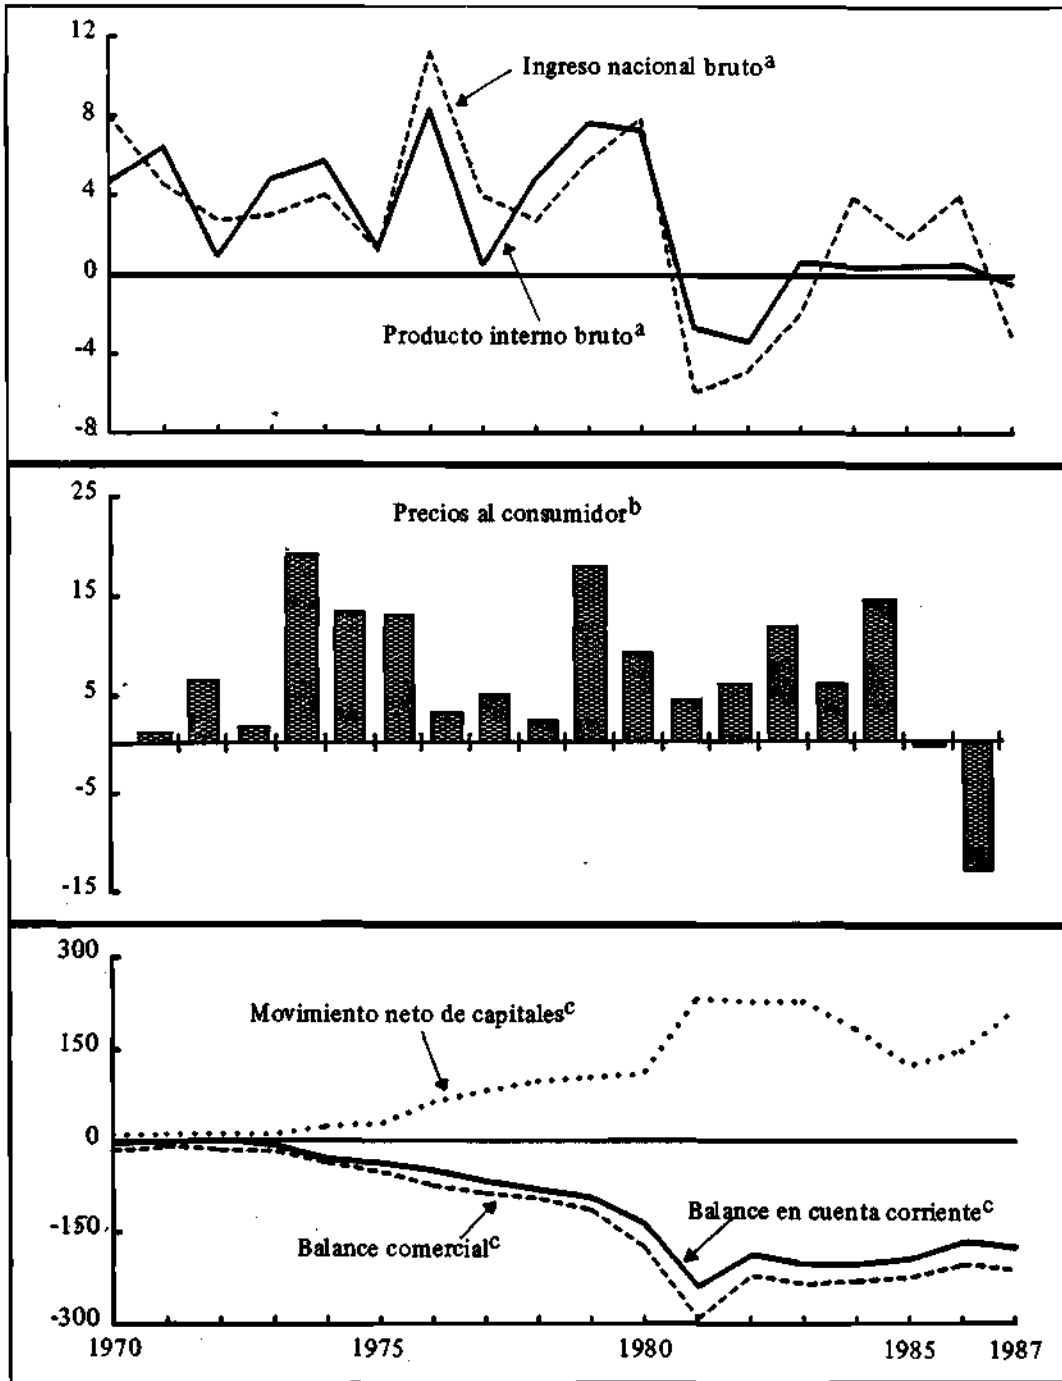 12
Ingreso nacional bruto a
8
4
0
Producto interno bruto a
-4
-8
25
Precios al consumidor b
15
5
-5
-15
300
Movimiento neto de capitales c
150
0
-150
Balance en cuenta corriente c
Balance comercial c
-300
1970 1975 1980 1985 1987